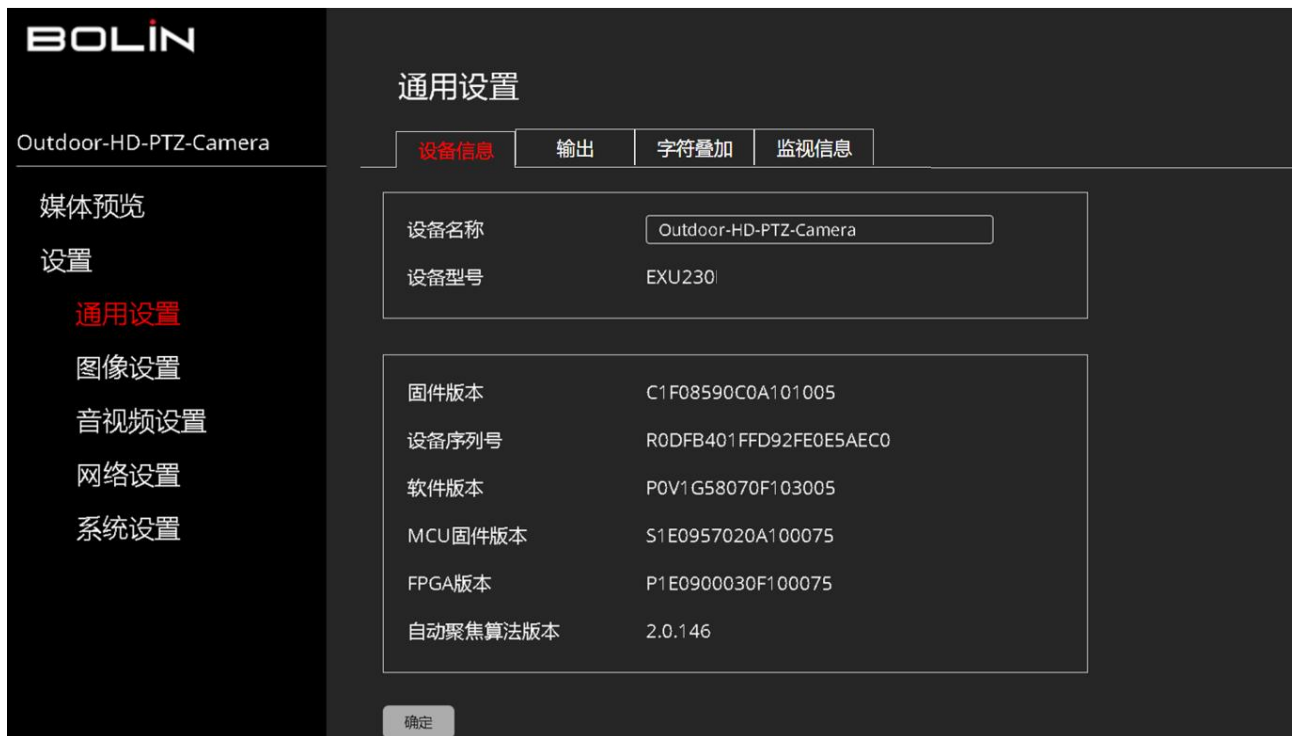 BOLIN
Outdoor-HD-PTZ-Camera
媒体预览
设置
通用设置
图像设置
音视频设置
网络设置
系统设置
通用设置
设备信息 输出 字符叠加 监视信息
设备名称 Outdoor-HD-PTZ-Camera
设备型号 EXU230
固件版本 C1F08590C0A101005
设备序列号 R0DFB401FFD92FE0E5AEC0
软件版本 P0V1G58070F103005
MCU固件版本 S1E0957020A100075
FPGA版本 P1E0900030F100075
自动聚焦算法版本 2.0.146
确定